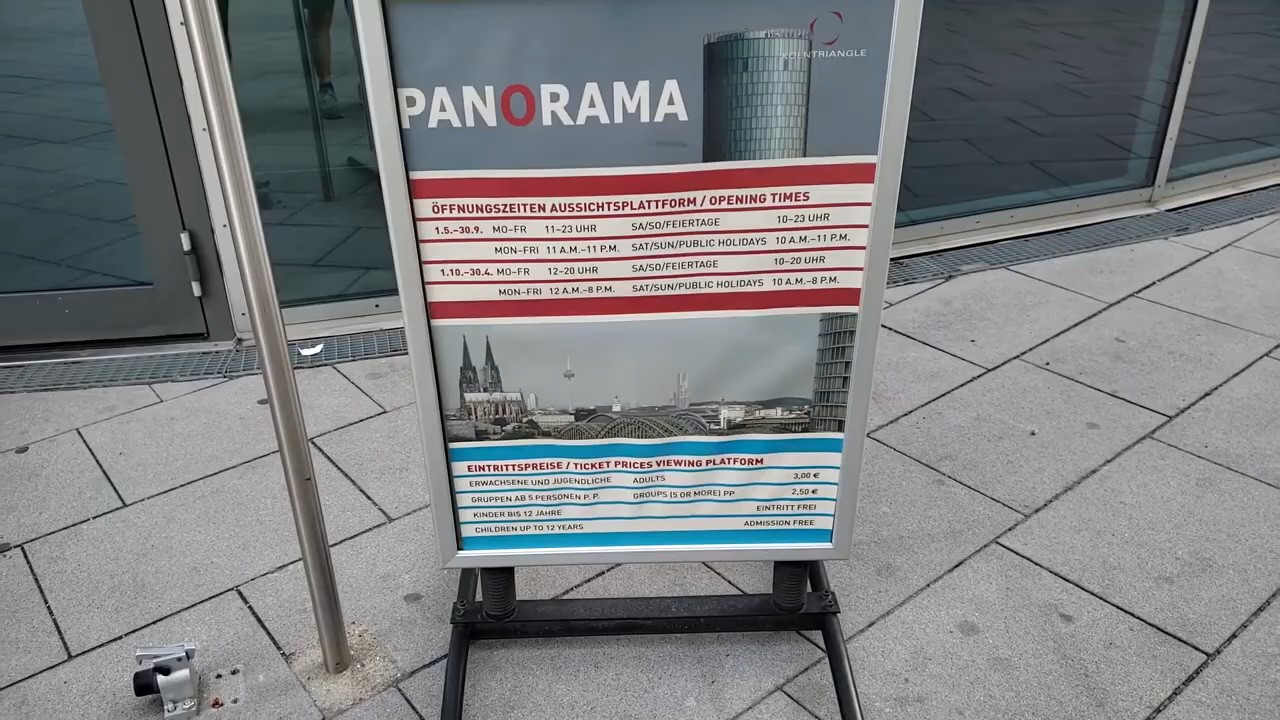 KÖLNTRIANGLE
PANORAMA
ÖFFNUNGSZEITEN AUSSICHTSPLATTFORM / OPENING TIMES
1.5.–30.9. MO–FR 11–23 UHR SA/SO/FEIERTAGE 10–23 UHR
MON–FRI 11 A.M.–11 P.M. SAT/SUN/PUBLIC HOLIDAYS 10 A.M.–11 P.M.
1.10.–30.4. MO–FR 12–20 UHR SA/SO/FEIERTAGE 10–20 UHR
MON–FRI 12 A.M.–8 P.M. SAT/SUN/PUBLIC HOLIDAYS 10 A.M.–8 P.M.
EINTRITTSPREISE / TICKET PRICES VIEWING PLATFORM
ERWACHSENE UND JUGENDLICHE ADULTS 3,00 €
GRUPPEN AB 5 PERSONEN P. P. GROUPS (5 OR MORE) PP 2,50 €
KINDER BIS 12 JAHRE EINTRITT FREI
CHILDREN UP TO 12 YEARS ADMISSION FREE